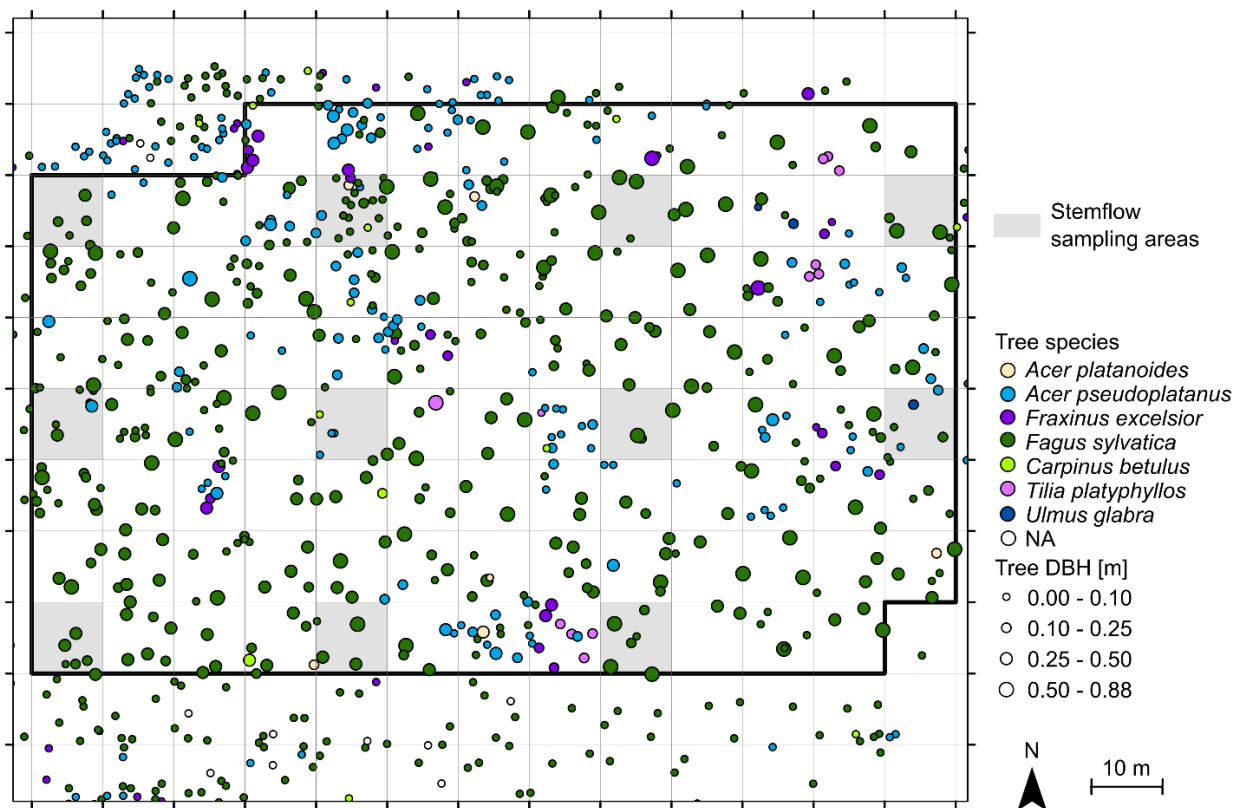 Stemflow
sampling areas
Tree species
Acer platanoides
Acer pseudoplatanus
Fraxinus excelsior
Fagus sylvatica
Carpinus betulus
Tilia platyphyllos
Ulmus glabra
NA
Tree DBH [m]
0.00 - 0.10
0.10 - 0.25
0.25 - 0.50
0.50 - 0.88
N
10 m